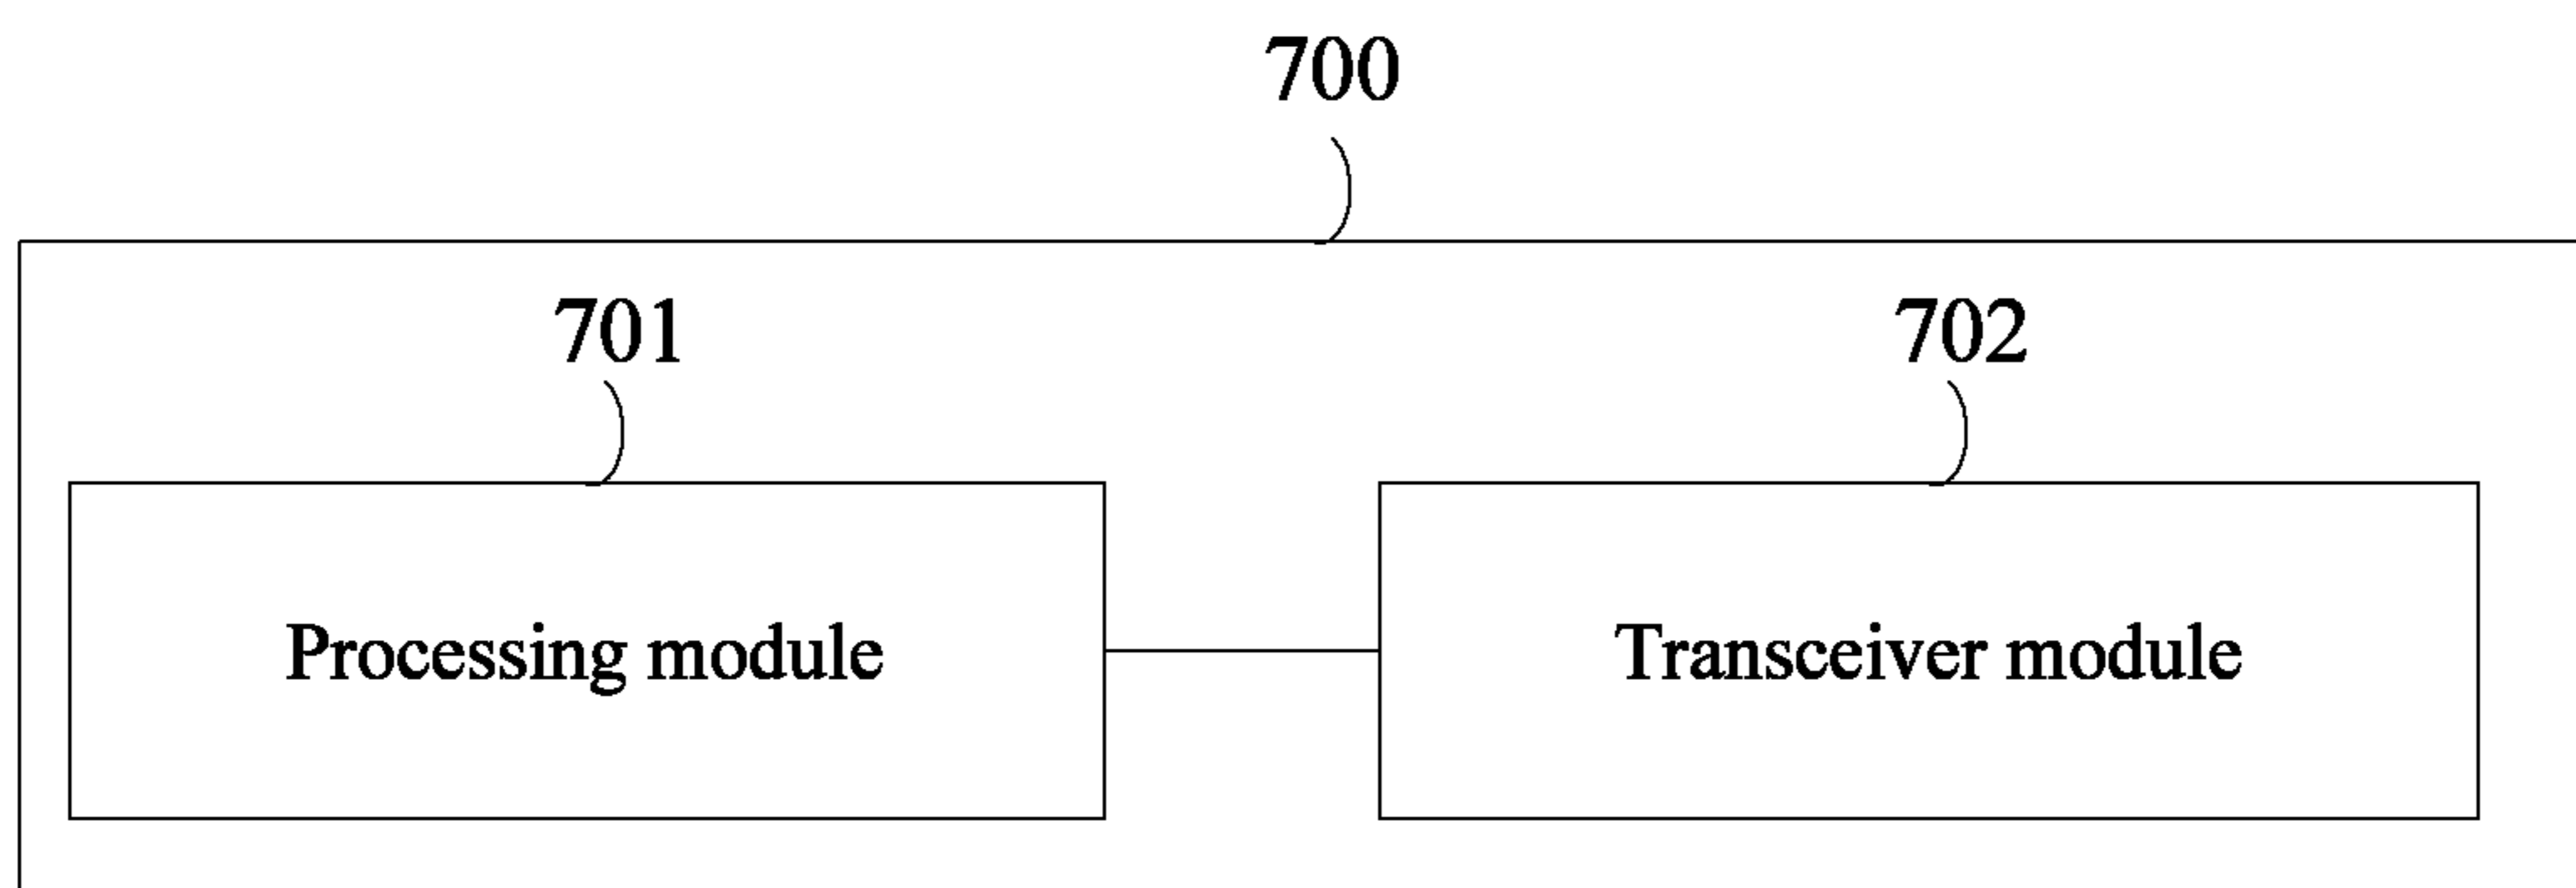 700
701
702
Processing module
Transceiver module